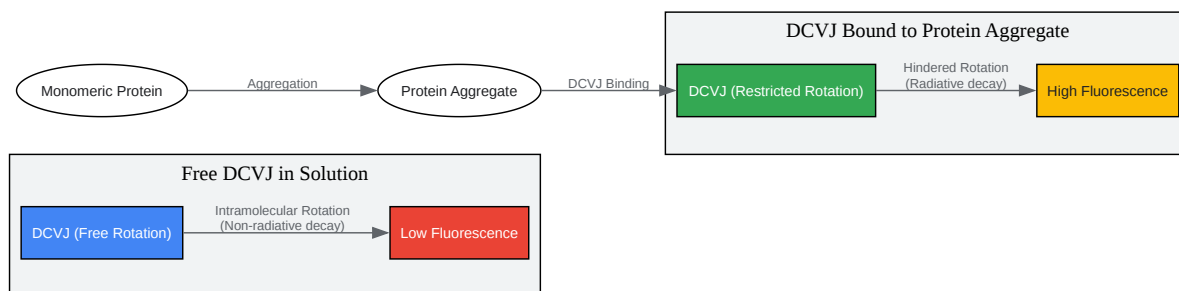 DCVJ Bound to Protein Aggregate
Monomeric Protein
Aggregation
Protein Aggregate
DCVJ Binding
DCVJ (Restricted Rotation)
Hindered Rotation
(Radiative decay)
High Fluorescence
Free DCVJ in Solution
DCVJ (Free Rotation)
Intramolecular Rotation
(Non-radiative decay)
Low Fluorescence